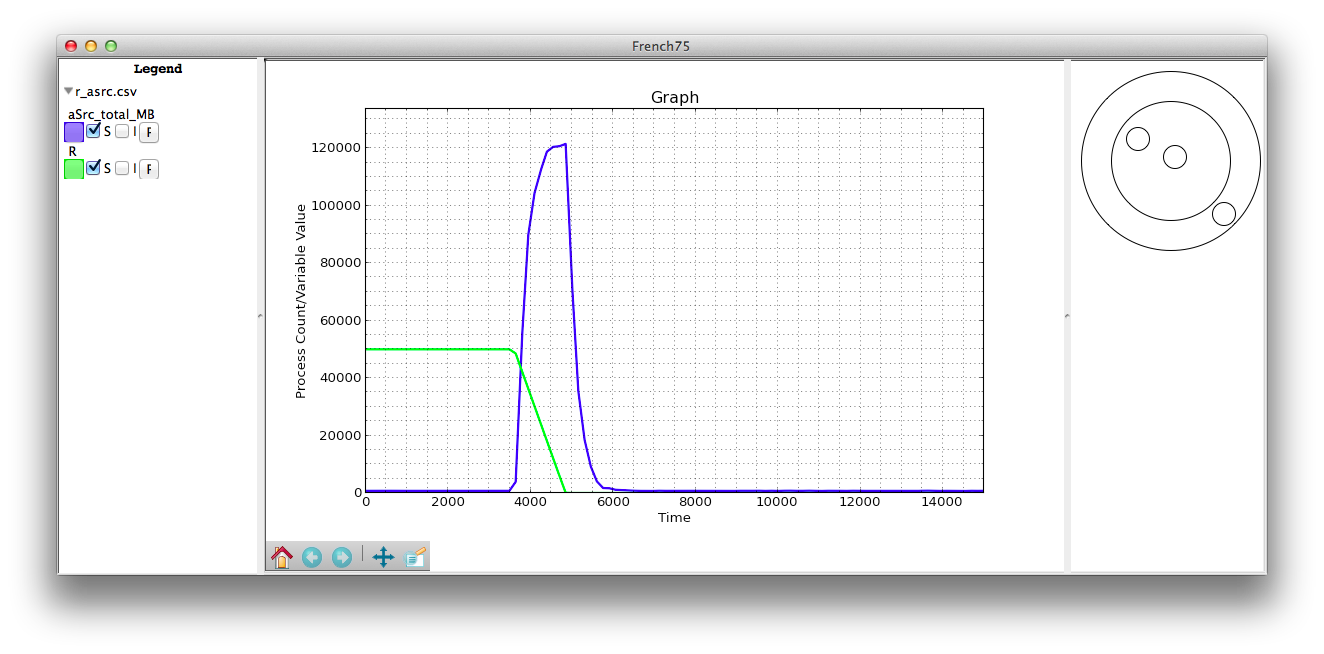 French75
Legend
r_asrc.csv
aSrc_total_MB
S I F
R
S I F
Graph
Process Count/Variable Value
120000
100000
80000
60000
40000
20000
0
0 2000 4000 6000 8000 10000 12000 14000
Time